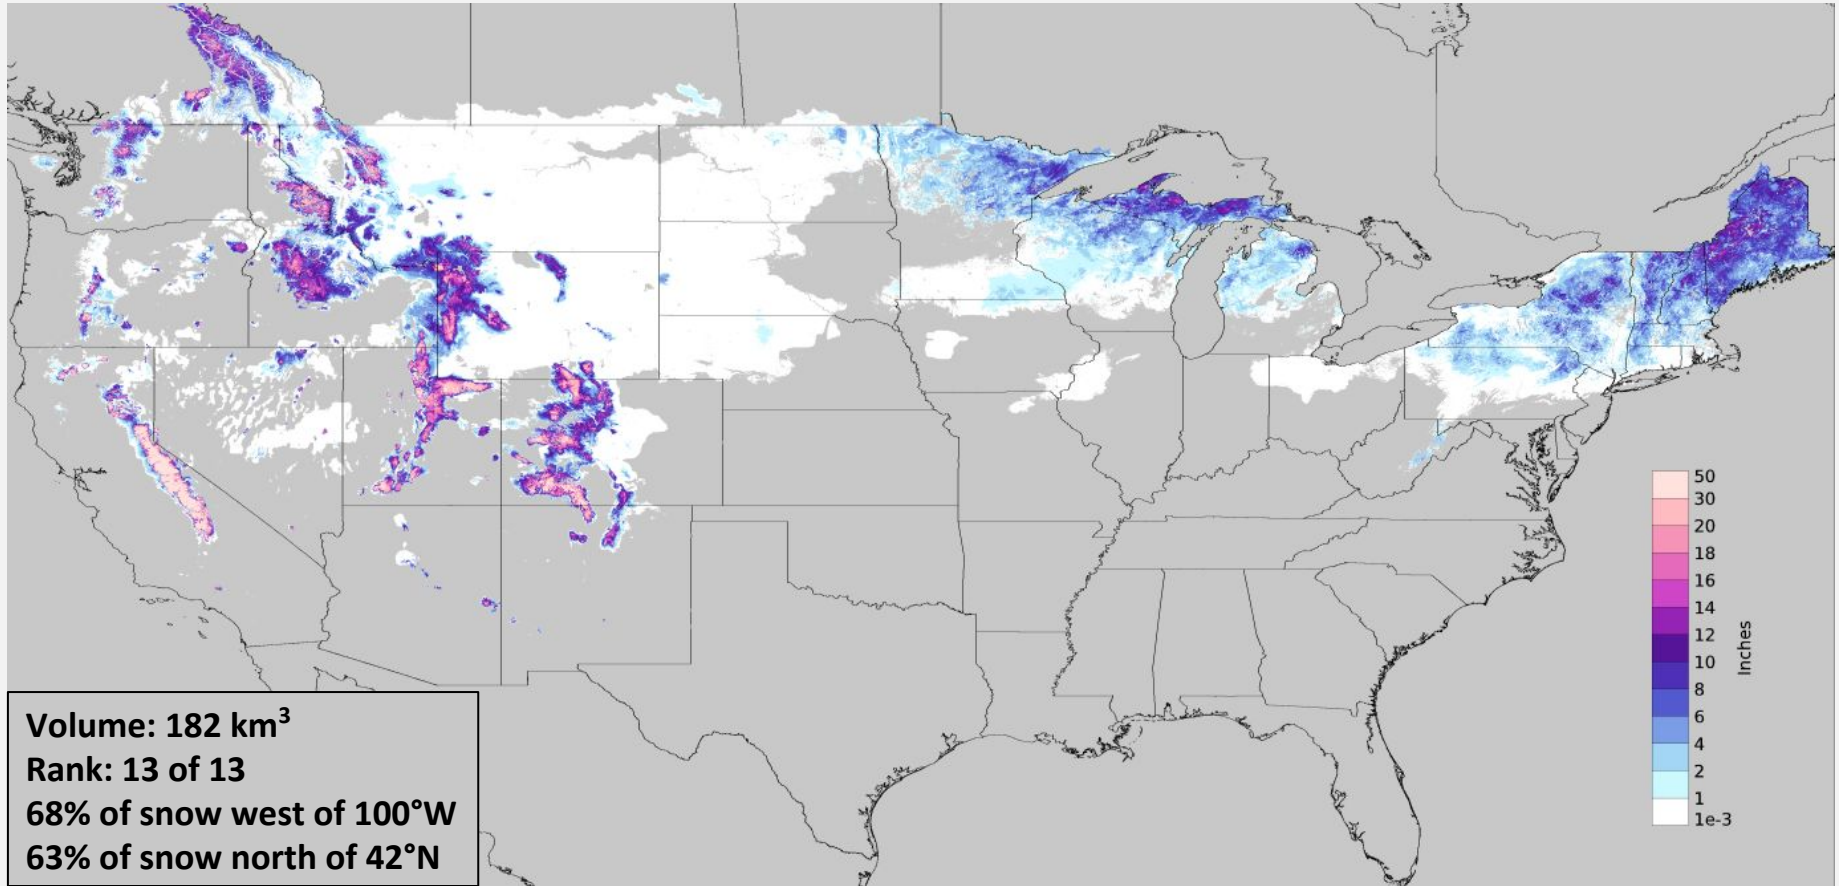 50
30
20
18
16
14
12
10
8
6
4
2
1
1e-3
Inches
Volume: 182 km³
Rank: 13 of 13
68% of snow west of 100°W
63% of snow north of 42°N